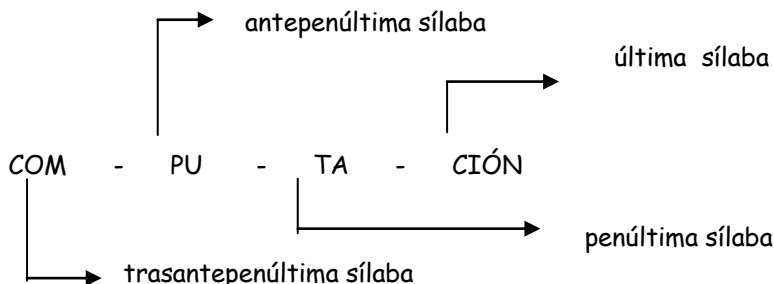 antepenúltima sílaba
última sílaba
COM - PU - TA - CIÓN
penúltima sílaba
trasantepenúltima sílaba